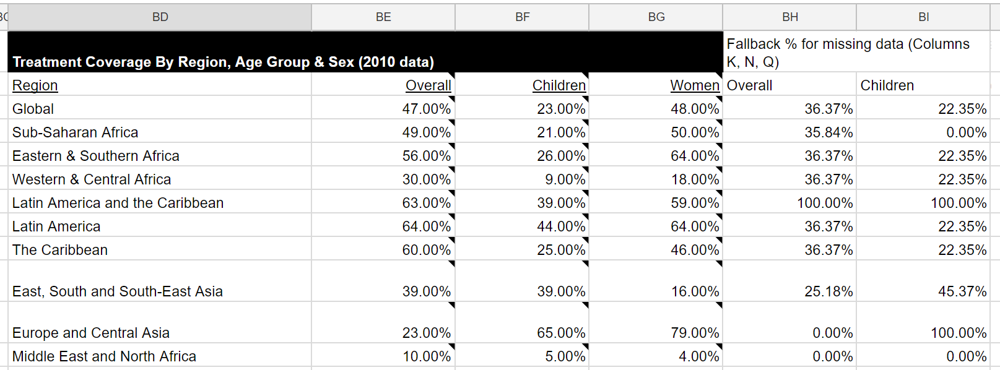 BD BE BF BG BH BI
Treatment Coverage By Region, Age Group & Sex (2010 data) Fallback % for missing data (Columns
K, N, Q)
Region Overall Children Women Overall Children
Global 47.00% 23.00% 48.00% 36.37% 22.35%
Sub-Saharan Africa 49.00% 21.00% 50.00% 35.84% 0.00%
Eastern & Southern Africa 56.00% 26.00% 64.00% 36.37% 22.35%
Western & Central Africa 30.00% 9.00% 18.00% 36.37% 22.35%
Latin America and the Caribbean 63.00% 39.00% 59.00% 100.00% 100.00%
Latin America 64.00% 44.00% 64.00% 36.37% 22.35%
The Caribbean 60.00% 25.00% 46.00% 36.37% 22.35%
East, South and South-East Asia 39.00% 39.00% 16.00% 25.18% 45.37%
Europe and Central Asia 23.00% 65.00% 79.00% 0.00% 100.00%
Middle East and North Africa 10.00% 5.00% 4.00% 0.00% 0.00%